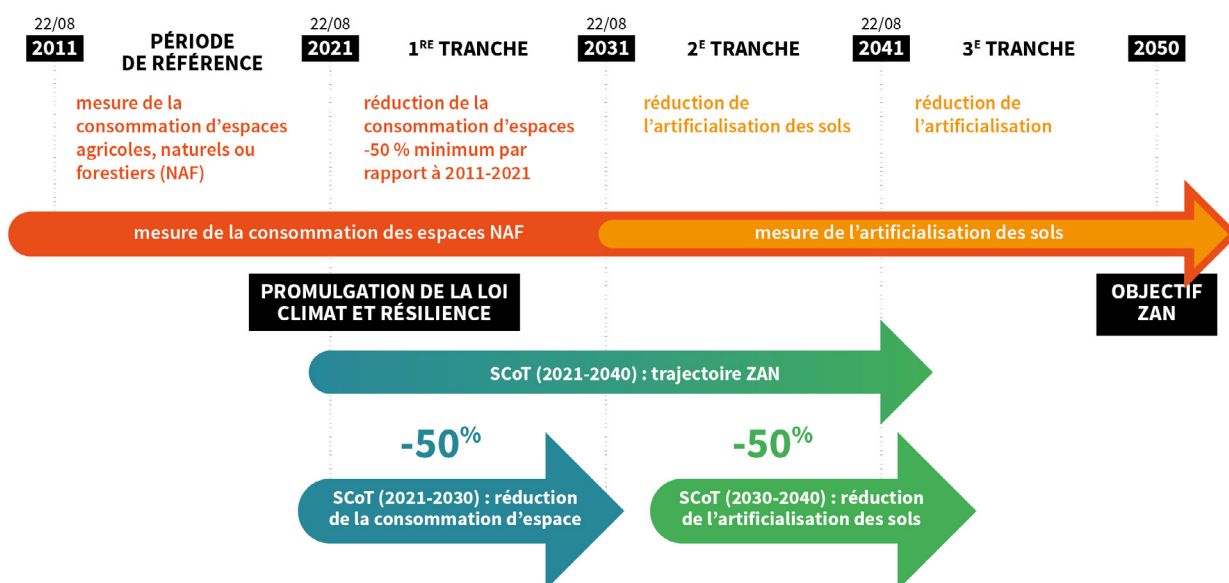 22/08
2011
PÉRIODE
DE RÉFÉRENCE
22/08
2021
1RE TRANCHE
22/08
2031
2E TRANCHE
22/08
2041
3E TRANCHE
2050
mesure de la
consommation d’espaces
agricoles, naturels ou
forestiers (NAF)
réduction de la
consommation d’espaces
-50 % minimum par
rapport à 2011-2021
réduction de
l’artificialisation des sols
réduction de
l’artificialisation
mesure de la consommation des espaces NAF
mesure de l’artificialisation des sols
PROMULGATION DE LA LOI
CLIMAT ET RÉSILIENCE
OBJECTIF
ZAN
SCoT (2021-2040) : trajectoire ZAN
-50%
SCoT (2021-2030) : réduction
de la consommation d’espace
-50%
SCoT (2030-2040) : réduction
de l’artificialisation des sols